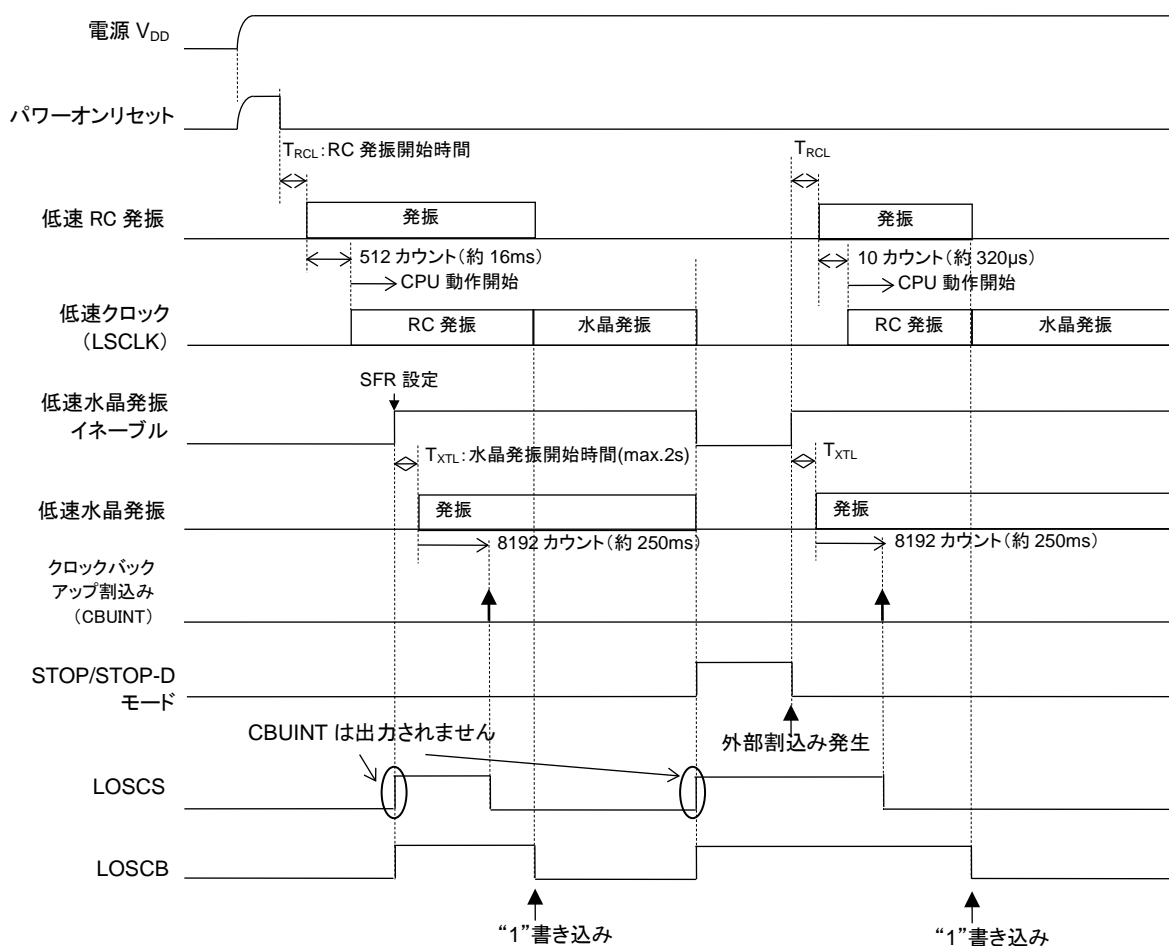 電源 VDD
パワーオンリセット
TRCL：RC 発振開始時間
TRCL
低速 RC 発振
発振
発振
512 カウント（約 16ms）
10 カウント（約 320μs）
CPU 動作開始
CPU 動作開始
低速クロック
（LSCLK）
RC 発振
水晶発振
RC 発振
水晶発振
SFR 設定
低速水晶発振
イネーブル
TXTL：水晶発振開始時間(max.2s)
TXTL
低速水晶発振
発振
発振
8192 カウント（約 250ms）
8192 カウント（約 250ms）
クロックバック
アップ割込み
（CBUINT）
STOP/STOP-D
モード
CBUINT は出力されません
外部割込み発生
LOSCS
LOSCB
“1”書き込み
“1”書き込み